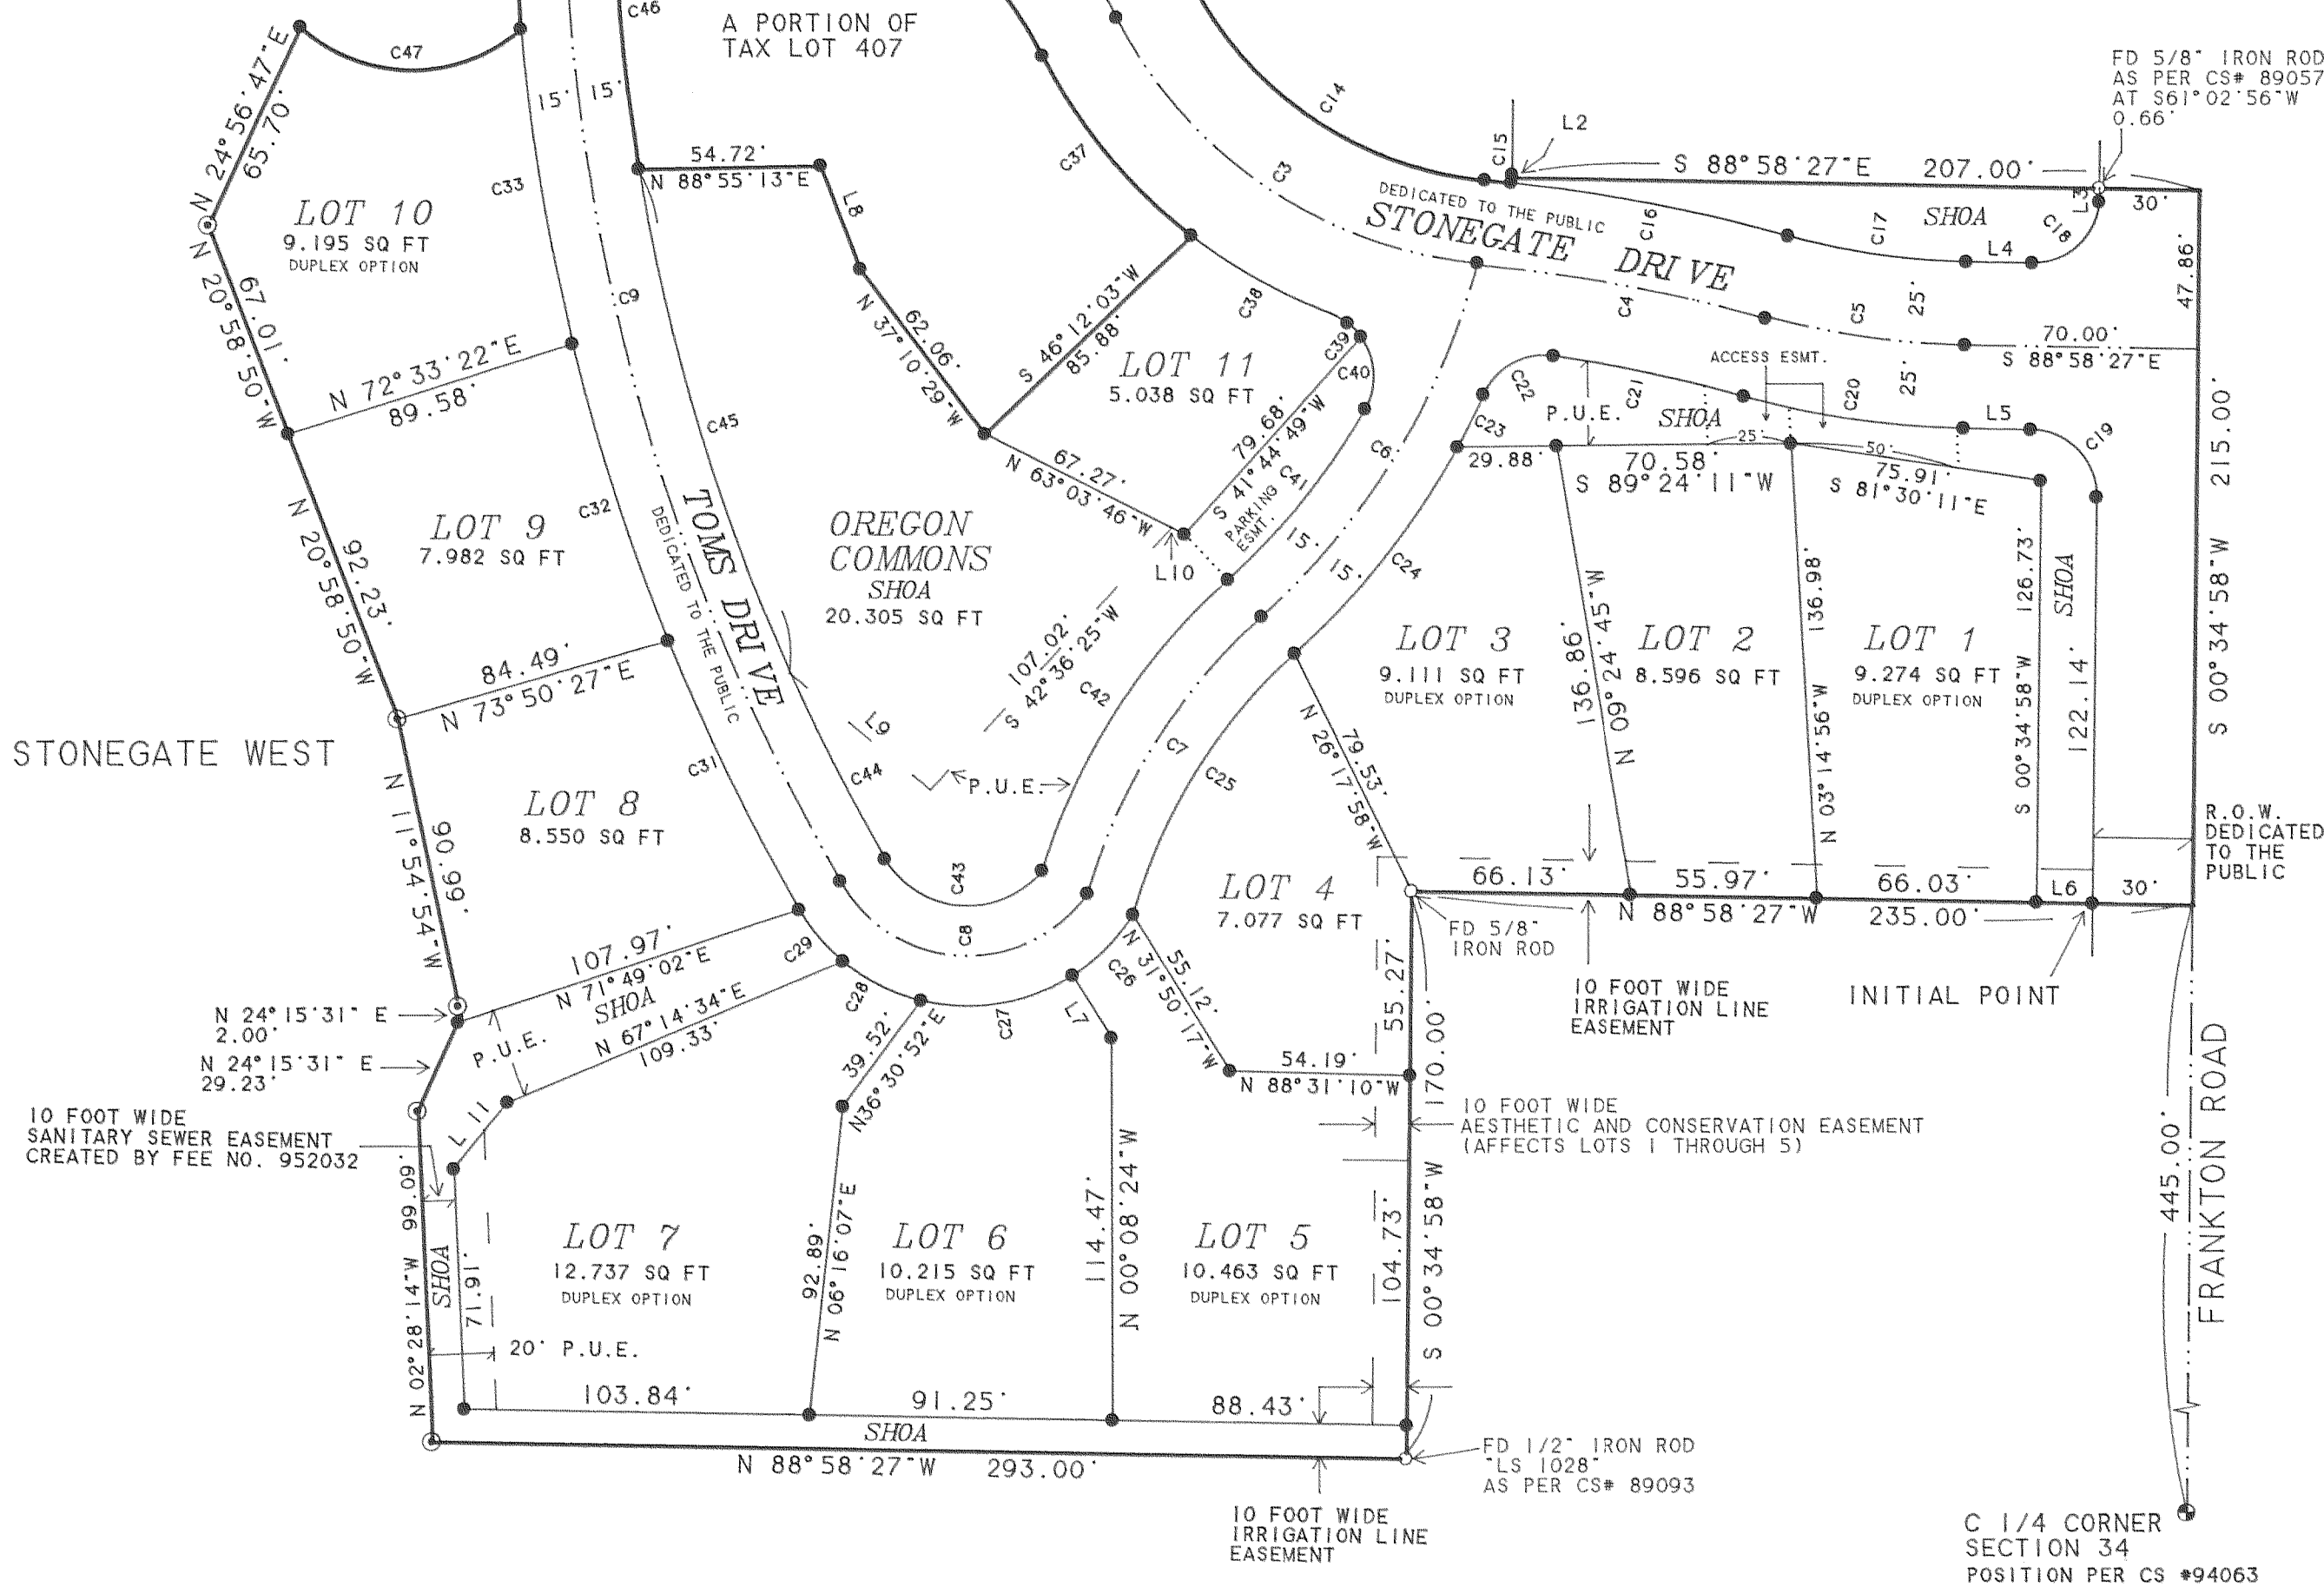 C46
A PORTION OF
TAX LOT 407
C47
N 24°56'47"E
65.70'
15'
15'
C14
C15
L2
FD 5/8" IRON ROD
AS PER CS# 89057
AT S61°02'56"W
0.66'
54.72'
N 88°55'13"E
C37
C3
S 88°58'27"E 207.00'
L3
30'
C33
LOT 10
9.195 SQ FT
DUPLEX OPTION
L8
DEDICATED TO THE PUBLIC
STONEGATE DRIVE
C16
C17
SHOA
C18
L4
47.86'
67.01'
N 20°58'50"W
C9
62.06'
N 37°10'29"W
S 46°12'03"W
85.88'
C38
C39
C40
C4
C5
25'
70.00'
S 88°58'27"E
N 72°33'22"E
89.58'
LOT 11
5.038 SQ FT
ACCESS ESMT.
25'
C22
P.U.E.
C21
SHOA
C20
L5
C19
C45
79.68'
S 41°44'49"W
C6
C23
29.88'
70.58'
S 89°24'11"W
25'
50'
75.91'
S 81°30'11"E
215.00'
S 00°34'58"W
67.27'
N 63°03'46"W
C41
PARKING
ESMT.
C32
LOT 9
7.982 SQ FT
92.23'
N 20°58'50"W
TOMS DRIVE
DEDICATED TO THE PUBLIC
OREGON
COMMONS
SHOA
20.305 SQ FT
L10
15'
15'
C24
107.02'
S 42°36'25"W
C42
LOT 3
9.111 SQ FT
DUPLEX OPTION
136.86'
N 09°24'45"W
LOT 2
8.596 SQ FT
136.98'
N 03°14'56"W
LOT 1
9.274 SQ FT
DUPLEX OPTION
126.73'
S 00°34'58"W
SHOA
122.14'
84.49'
N 73°50'27"E
STONEGATE WEST
L9
C31
C44
C7
C25
P.U.E.
79.53'
N 26°17'58"W
LOT 8
8.550 SQ FT
90.99'
N 11°54'54"W
R.O.W.
DEDICATED
TO THE
PUBLIC
C43
LOT 4
7.077 SQ FT
66.13'
55.97'
66.03'
L6
30'
N 88°58'27"W 235.00'
FD 5/8"
IRON ROD
107.97'
N 71°49'02"E
SHOA
N 67°14'34"E
109.33'
C29
C8
C28
C27
C26
L7
55.12'
N 31°50'17"W
55.27'
170.00'
10 FOOT WIDE
IRRIGATION LINE
EASEMENT
INITIAL POINT
N 24°15'31" E
2.00'
P.U.E.
N 24°15'31" E
29.23'
39.52'
N36°30'52"E
54.19'
N 88°31'10"W
10 FOOT WIDE
SANITARY SEWER EASEMENT
CREATED BY FEE NO. 952032
L 11
10 FOOT WIDE
AESTHETIC AND CONSERVATION EASEMENT
(AFFECTS LOTS 1 THROUGH 5)
445.00'
FRANKTON ROAD
99.09'
N 02°28'14"W
SHOA
71.91'
LOT 7
12.737 SQ FT
DUPLEX OPTION
92.89'
N 06°16'07"E
LOT 6
10.215 SQ FT
DUPLEX OPTION
114.47'
N 00°08'24"W
LOT 5
10.463 SQ FT
DUPLEX OPTION
104.73'
S 00°34'58"W
20' P.U.E.
103.84'
91.25'
88.43'
SHOA
N 88°58'27"W 293.00'
FD 1/2" IRON ROD
"LS 1028"
AS PER CS# 89093
10 FOOT WIDE
IRRIGATION LINE
EASEMENT
C 1/4 CORNER
SECTION 34
POSITION PER CS #94063